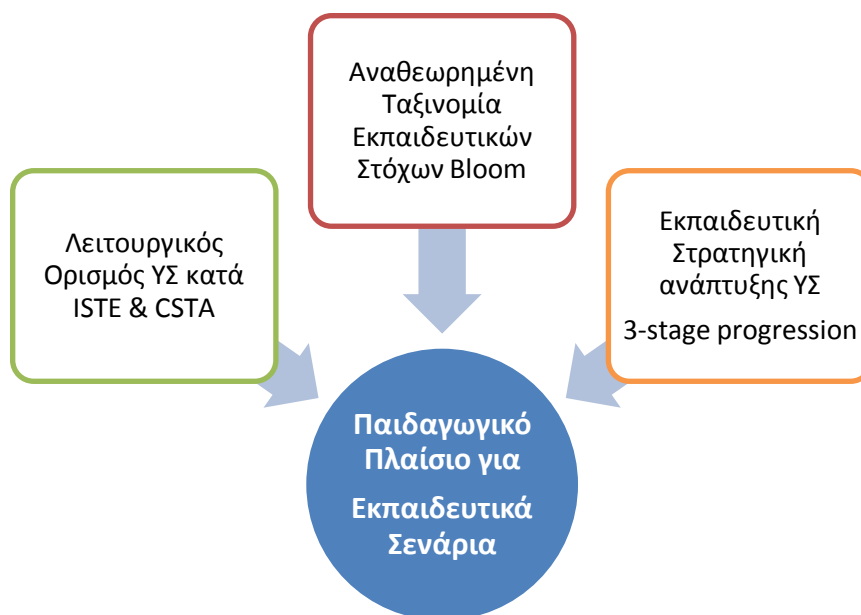 Αναθεωρημένη
Ταξινομία
Εκπαιδευτικών
Στόχων Bloom
Λειτουργικός
Ορισμός ΥΣ κατά
ISTE & CSTA
Εκπαιδευτική
Στρατηγική
ανάπτυξης ΥΣ
3-stage progression
Παιδαγωγικό
Πλαίσιο για
Εκπαιδευτικά
Σενάρια